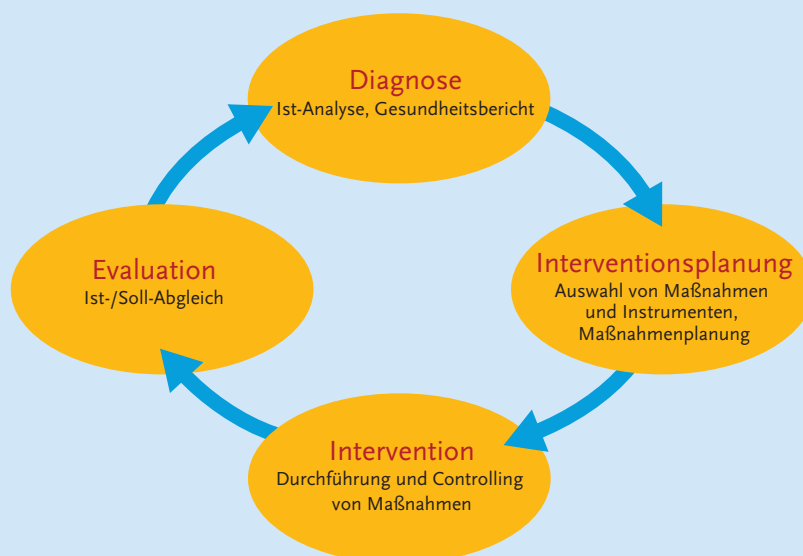 Diagnose
Ist-Analyse, Gesundheitsbericht
Interventionsplanung
Auswahl von Maßnahmen
und Instrumenten,
Maßnahmenplanung
Intervention
Durchführung und Controlling
von Maßnahmen
Evaluation
Ist-/Soll-Abgleich